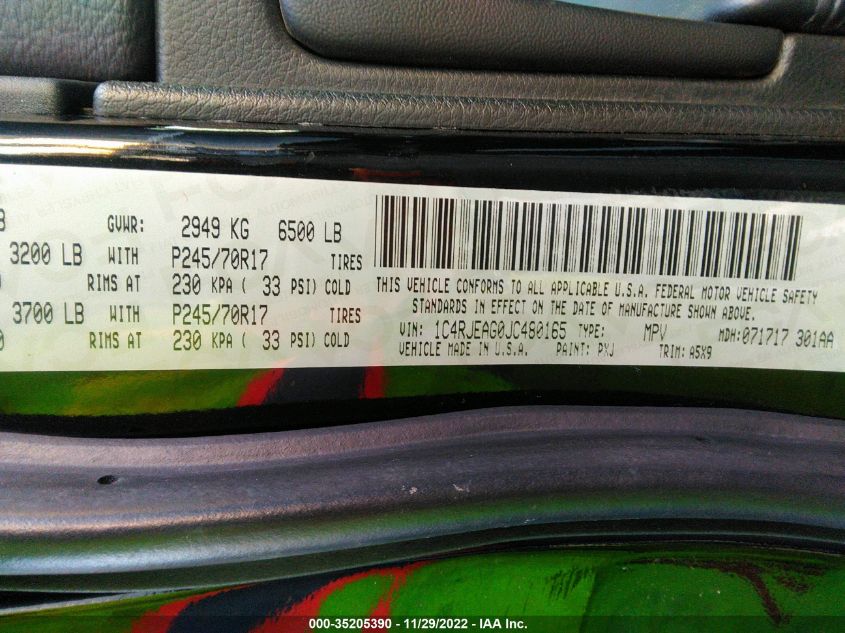 B GVWR: 2949 KG 6500 LB
3200 LB WITH P245/70R17 TIRES
RIMS AT 230 KPA ( 33 PSI) COLD
3700 LB WITH P245/70R17 TIRES
RIMS AT 230 KPA ( 33 PSI) COLD
THIS VEHICLE CONFORMS TO ALL APPLICABLE U.S.A. FEDERAL MOTOR VEHICLE SAFETY
STANDARDS IN EFFECT ON THE DATE OF MANUFACTURE SHOWN ABOVE.
VIN: 1C4RJEAG0JC480165 TYPE: MPV MDH:071717 301AA
VEHICLE MADE IN U.S.A. PAINT: PXJ TRIM: A5X9
000-35205390 - 11/29/2022 - IAA Inc.